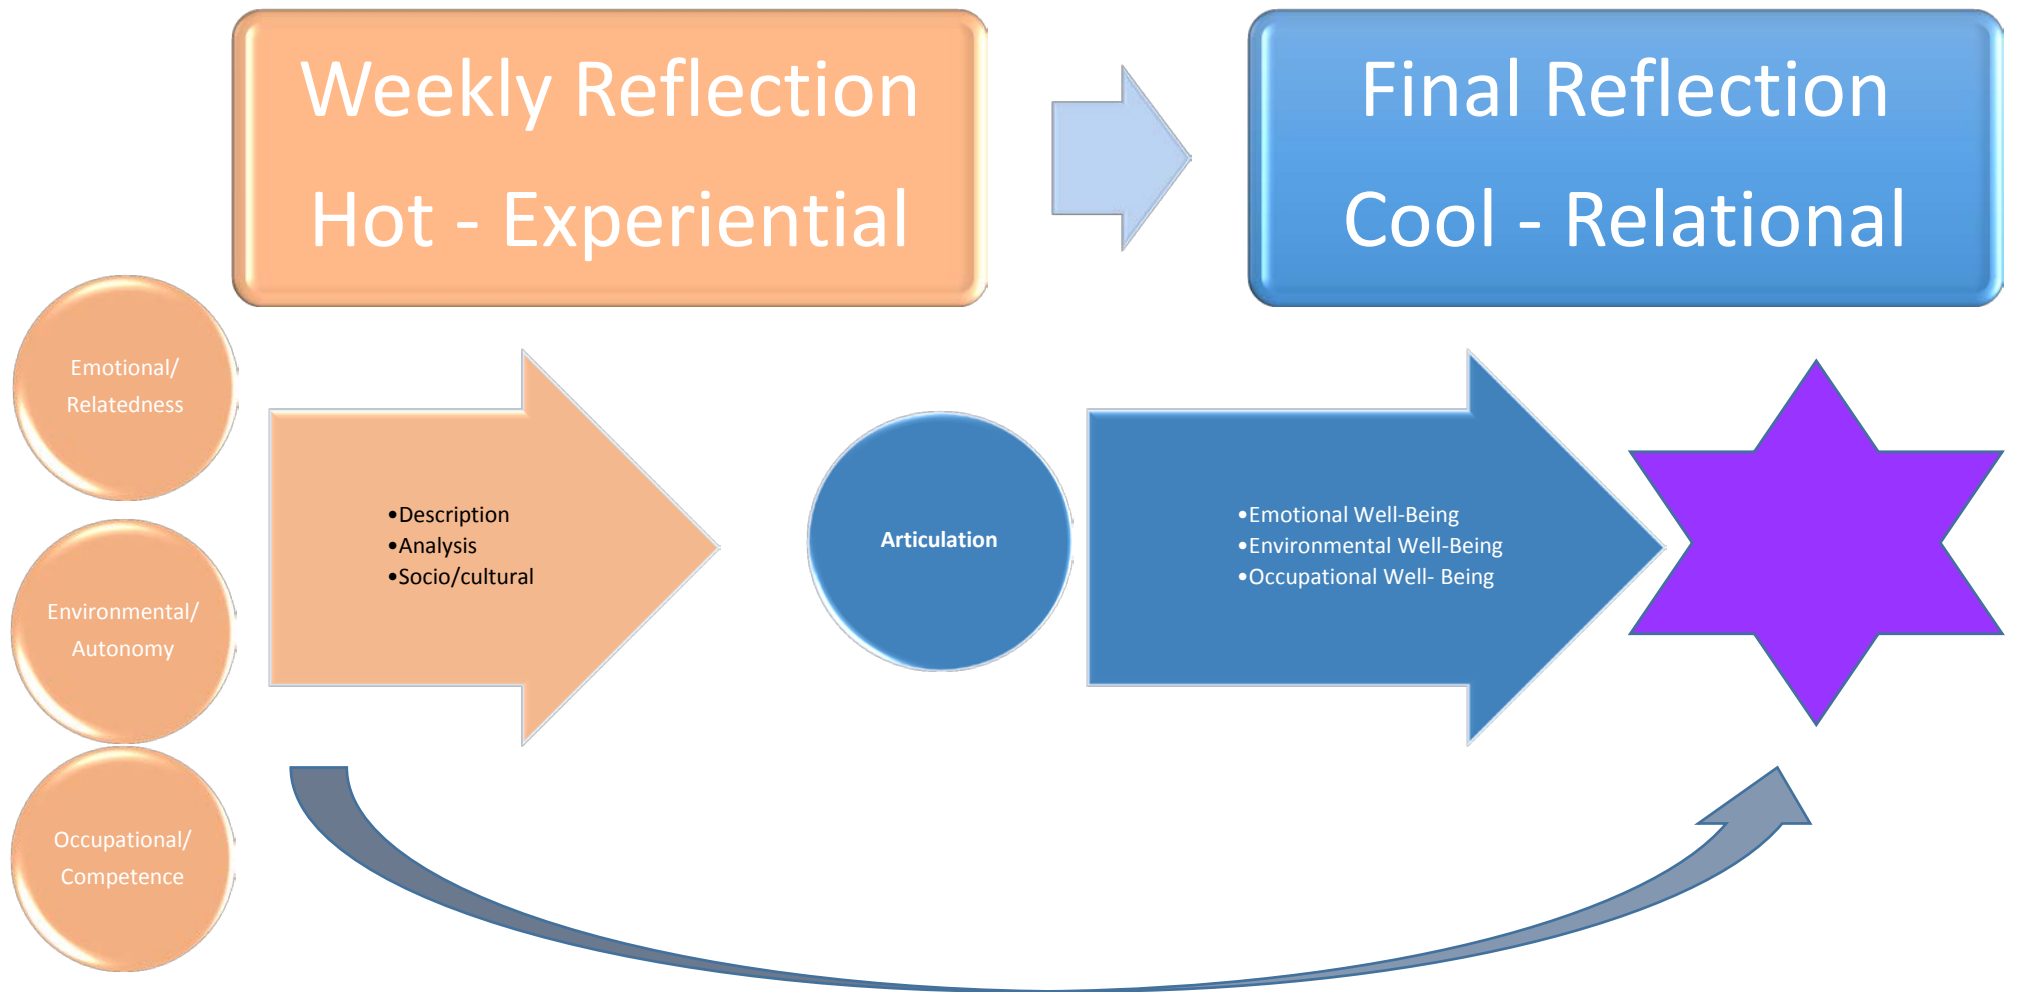 Weekly Reflection
Hot - Experiential
Final Reflection
Cool - Relational
Emotional/
Relatedness
Environmental/
Autonomy
Occupational/
Competence
•Description
•Analysis
•Socio/cultural
Articulation
•Emotional Well-Being
•Environmental Well-Being
•Occupational Well- Being